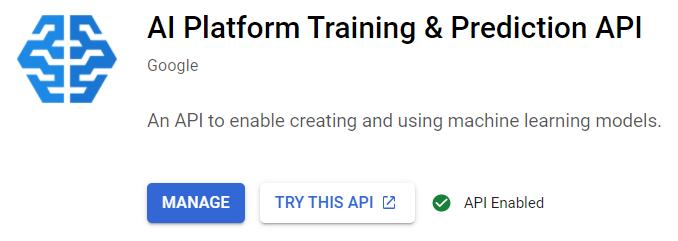 AI Platform Training & Prediction API
Google
An API to enable creating and using machine learning models.
MANAGE
TRY THIS API
API Enabled